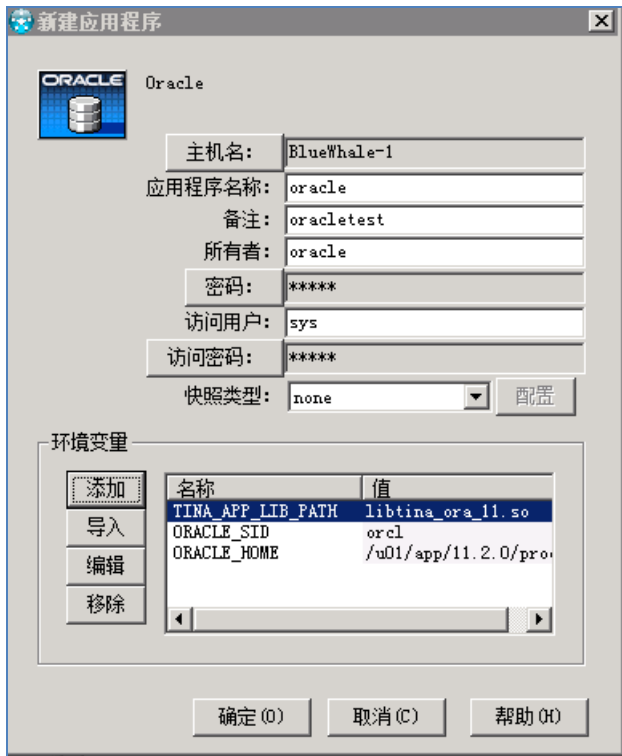 新建应用程序
ORACLE
Oracle
主机名: BlueWhale-1
应用程序名称: oracle
备注: oracletest
所有者: oracle
密码: *****
访问用户: sys
访问密码: *****
快照类型: none 配置
环境变量
添加
导入
编辑
移除
名称 值
TINA_APP_LIB_PATH libtina_ora_11.so
ORACLE_SID orcl
ORACLE_HOME /u01/app/11.2.0/pro
确定(O) 取消(C) 帮助(H)